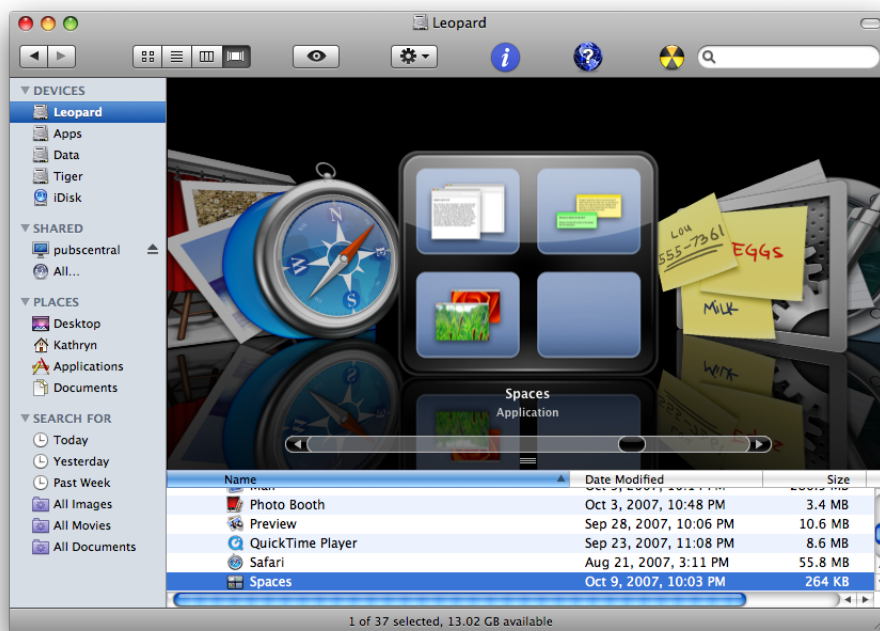 Leopard
DEVICES
Leopard
Apps
Data
Tiger
iDisk
SHARED
pubscentral
All...
PLACES
Desktop
Kathryn
Applications
Documents
SEARCH FOR
Today
Yesterday
Past Week
All Images
All Movies
All Documents
N
E
S
W
LOU
555-7361
EGGS
MILK
Spaces
Application
Name Date Modified Size
Photo Booth Oct 3, 2007, 10:48 PM 3.4 MB
Preview Sep 28, 2007, 10:06 PM 10.6 MB
QuickTime Player Sep 23, 2007, 11:08 PM 8.6 MB
Safari Aug 21, 2007, 3:11 PM 55.8 MB
Spaces Oct 9, 2007, 10:03 PM 264 KB
1 of 37 selected, 13.02 GB available